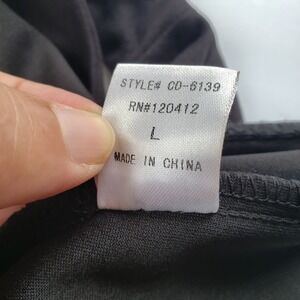 STYLE# CD-6139
RN#120412
L
MADE IN CHINA